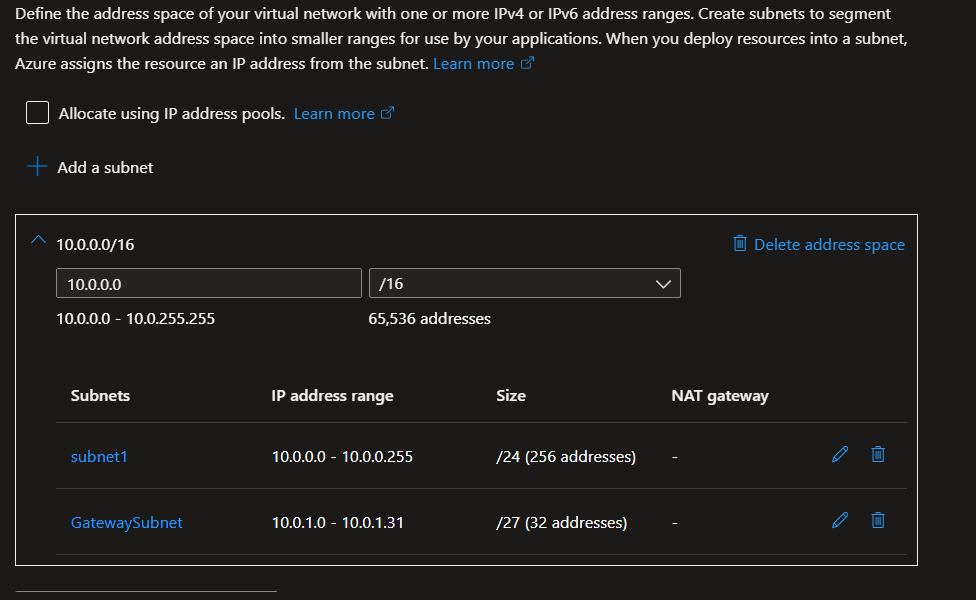 Define the address space of your virtual network with one or more IPv4 or IPv6 address ranges. Create subnets to segment
the virtual network address space into smaller ranges for use by your applications. When you deploy resources into a subnet,
Azure assigns the resource an IP address from the subnet. Learn more
Allocate using IP address pools. Learn more
Add a subnet
10.0.0.0/16 Delete address space
10.0.0.0 /16
10.0.0.0 - 10.0.255.255 65,536 addresses
Subnets IP address range Size NAT gateway
subnet1 10.0.0.0 - 10.0.0.255 /24 (256 addresses) -
GatewaySubnet 10.0.1.0 - 10.0.1.31 /27 (32 addresses) -